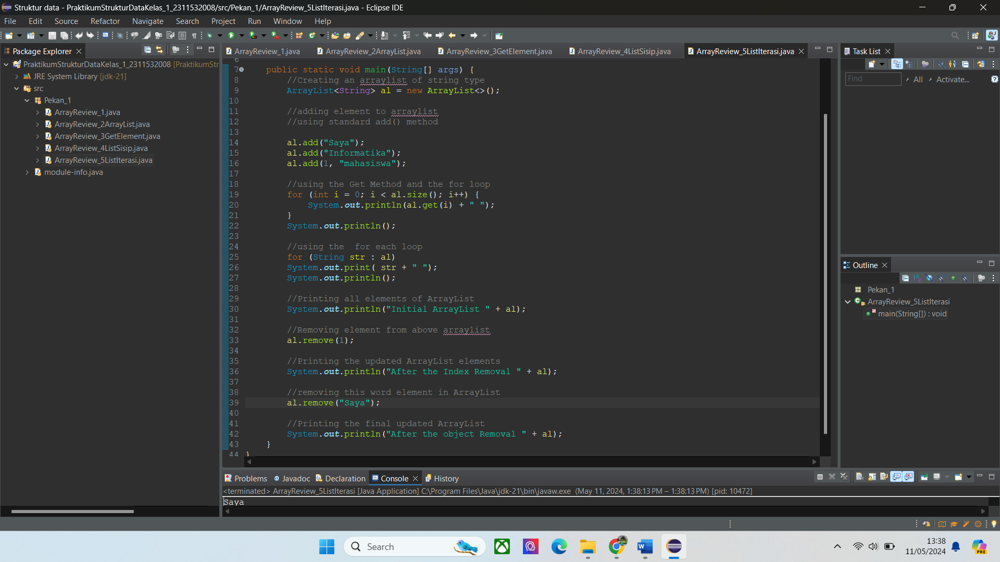 Struktur data - PraktikumStrukturDataKelas_1_2311532008/src/Pekan_1/ArrayReview_5ListIterasi.java - Eclipse IDE
File Edit Source Refactor Navigate Search Project Run Window Help
Package Explorer
ArrayReview_1.java ArrayReview_2ArrayList.java ArrayReview_3GetElement.java ArrayReview_4ListSisip.java ArrayReview_5ListIterasi.java
PraktikumStrukturDataKelas_1_2311532008 [PraktikumStr
JRE System Library [jdk-21]
src
Pekan_1
ArrayReview_1.java
ArrayReview_2ArrayList.java
ArrayReview_3GetElement.java
ArrayReview_4ListSisip.java
ArrayReview_5ListIterasi.java
module-info.java
6
7 public static void main(String[] args) {
8 //Creating an arraylist of string type
9 ArrayList<String> al = new ArrayList<>();
10
11 //adding element to arraylist
12 //using standard add() method
13
14 al.add("Saya");
15 al.add("Informatika");
16 al.add(1, "mahasiswa");
17
18 //using the Get Method and the for loop
19 for (int i = 0; i < al.size(); i++) {
20 System.out.println(al.get(i) + " ");
21 }
22 System.out.println();
23
24 //using the  for each loop
25 for (String str : al)
26 System.out.print( str + " ");
27 System.out.println();
28
29 //Printing all elements of ArrayList
30 System.out.println("Initial ArrayList " + al);
31
32 //Removing element from above arraylist
33 al.remove(1);
34
35 //Printing the updated ArrayList elements
36 System.out.println("After the Index Removal " + al);
37
38 //removing this word element in ArrayList
39 al.remove("Saya");
40
41 //Printing the final updated ArrayList
42 System.out.println("After the object Removal " + al);
43 }
44 }
Task List
Find All Activate...
Outline
Pekan_1
ArrayReview_5ListIterasi
main(String[]) : void
Problems Javadoc Declaration Console History
<terminated> ArrayReview_5ListIterasi [Java Application] C:\Program Files\Java\jdk-21\bin\javaw.exe (May 11, 2024, 1:38:13 PM – 1:38:13 PM) [pid: 10472]
Saya
Search
13:38
11/05/2024
PRE